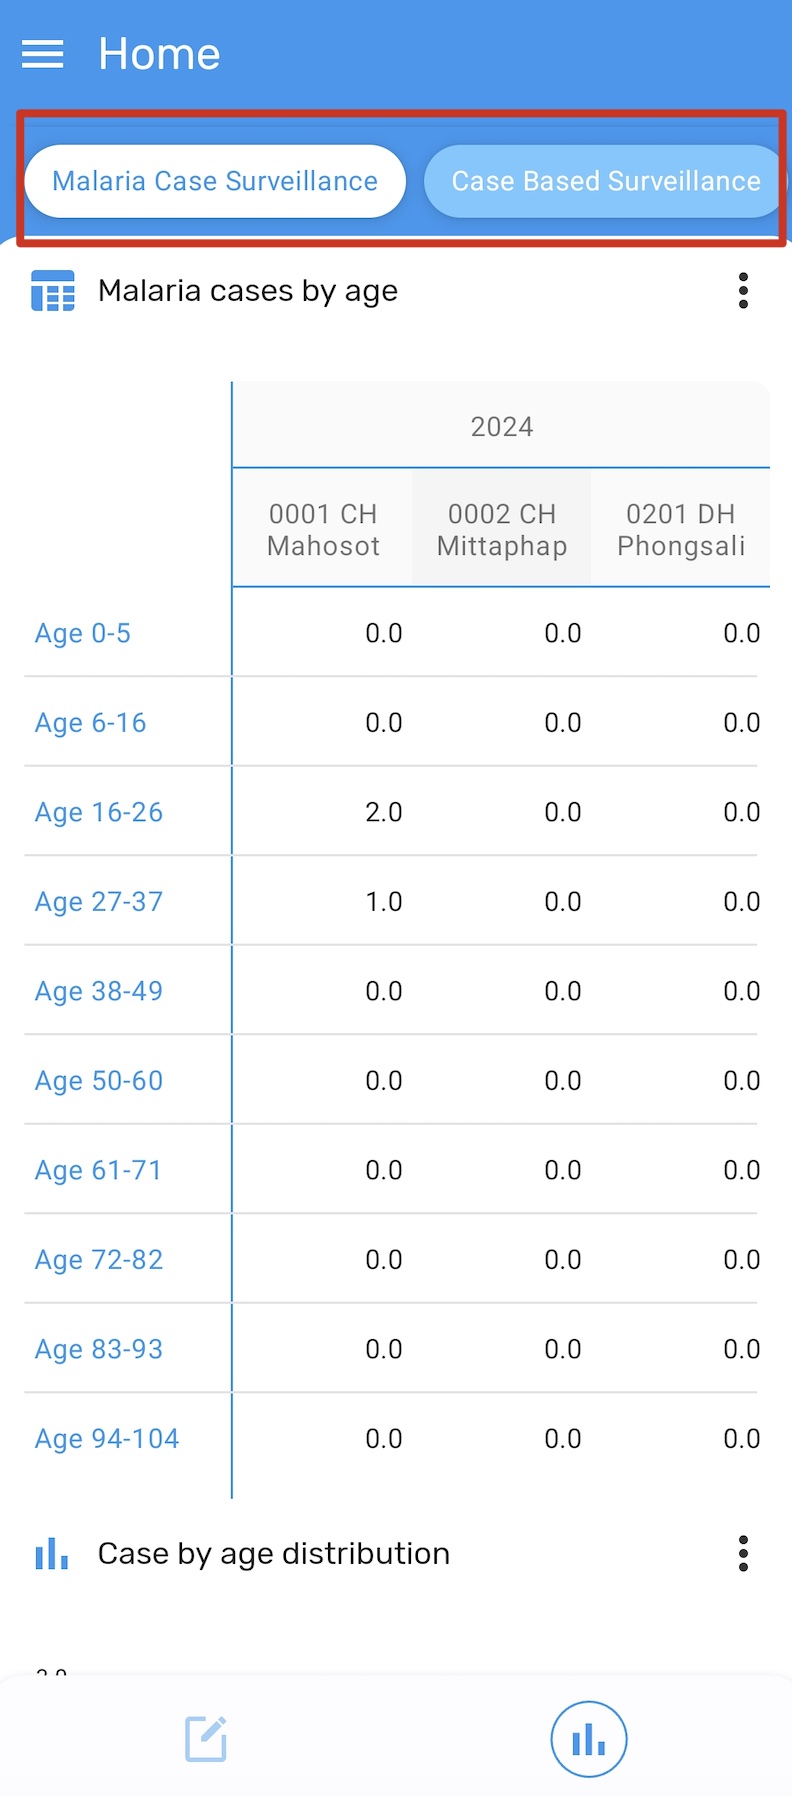 Home
Malaria Case Surveillance Case Based Surveillance
Malaria cases by age
2024
0001 CH Mahosot 0002 CH Mittaphap 0201 DH Phongsali
Age 0-5 0.0 0.0 0.0
Age 6-16 0.0 0.0 0.0
Age 16-26 2.0 0.0 0.0
Age 27-37 1.0 0.0 0.0
Age 38-49 0.0 0.0 0.0
Age 50-60 0.0 0.0 0.0
Age 61-71 0.0 0.0 0.0
Age 72-82 0.0 0.0 0.0
Age 83-93 0.0 0.0 0.0
Age 94-104 0.0 0.0 0.0
Case by age distribution